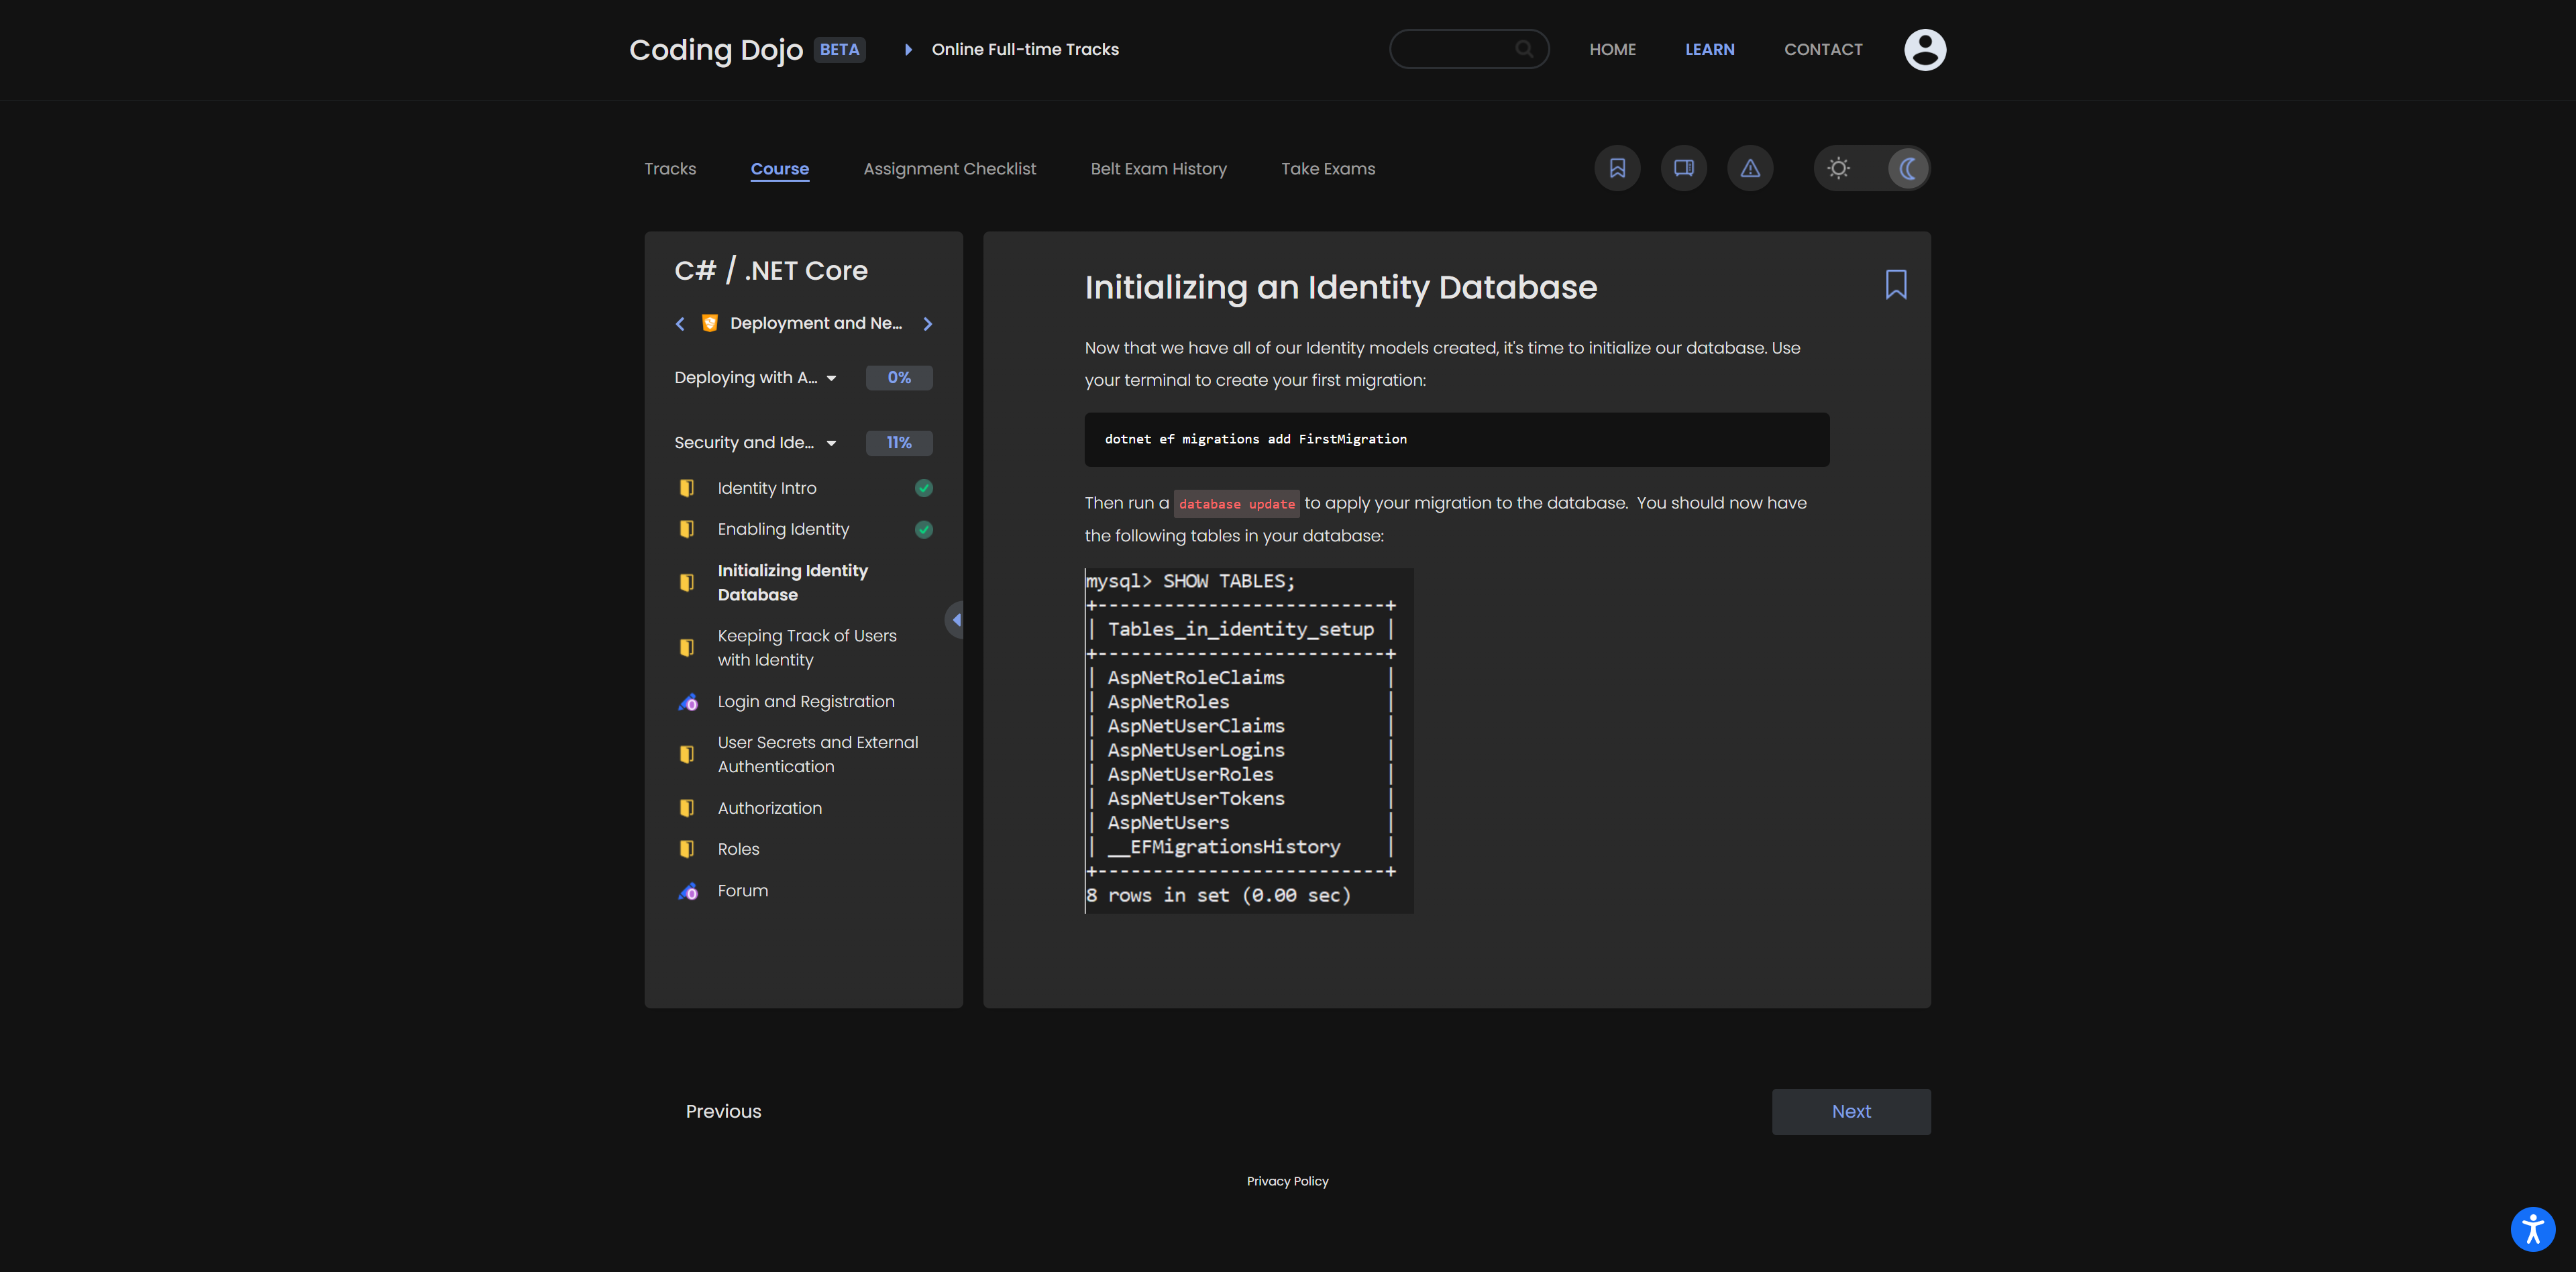 Coding Dojo BETA Online Full-time Tracks HOME LEARN CONTACT
Tracks Course Assignment Checklist Belt Exam History Take Exams
C# / .NET Core
Deployment and Ne...
Deploying with A... 0%
Security and Ide... 11%
Identity Intro
Enabling Identity
Initializing Identity
Database
Keeping Track of Users
with Identity
Login and Registration
User Secrets and External
Authentication
Authorization
Roles
Forum
Initializing an Identity Database
Now that we have all of our Identity models created, it's time to initialize our database. Use
your terminal to create your first migration:
dotnet ef migrations add FirstMigration
Then run a database update to apply your migration to the database. You should now have
the following tables in your database:
mysql> SHOW TABLES;
+--------------------------+
| Tables_in_identity_setup |
+--------------------------+
| AspNetRoleClaims |
| AspNetRoles |
| AspNetUserClaims |
| AspNetUserLogins |
| AspNetUserRoles |
| AspNetUserTokens |
| AspNetUsers |
| __EFMigrationsHistory |
+--------------------------+
8 rows in set (0.00 sec)
Previous Next
Privacy Policy